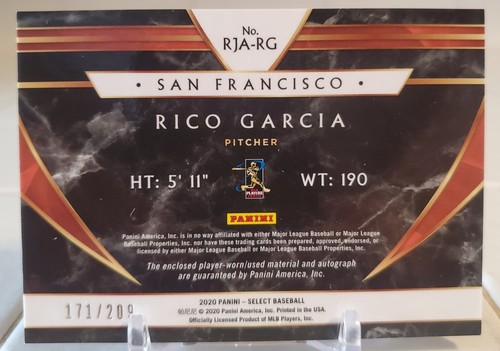 No.
RJA-RG
• SAN FRANCISCO •
RICO GARCIA
PITCHER
HT: 5' 11"
WT: 190
PANINI
Panini America, Inc. is in no way affiliated with either Major League Baseball or Major League
Baseball Properties, Inc. nor have these trading cards been prepared, approved, endorsed, or
licensed by either Major League Baseball or Major League Baseball Properties, Inc.
The enclosed player-worn/used material and autograph
are guaranteed by Panini America, Inc.
2020 PANINI – SELECT BASEBALL
帕尼尼 © 2020 Panini America, Inc. Printed in the USA.
Officially Licensed Product of MLB Players, Inc.
171/209